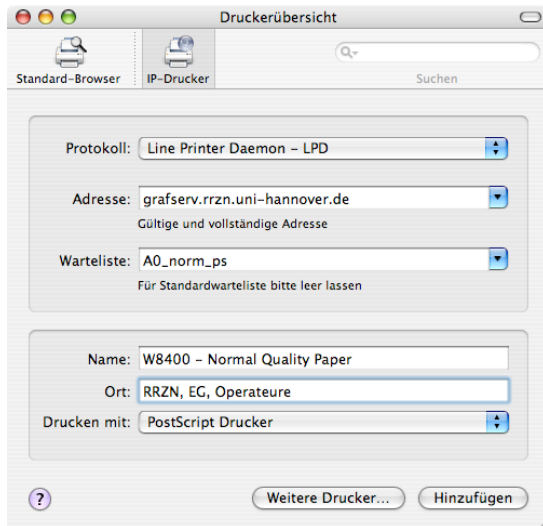 Druckerübersicht
Standard-Browser
IP-Drucker
Suchen
Protokoll: Line Printer Daemon – LPD
Adresse: grafserv.rrzn.uni-hannover.de
Gültige und vollständige Adresse
Warteliste: A0_norm_ps
Für Standardwarteliste bitte leer lassen
Name: W8400 – Normal Quality Paper
Ort: RRZN, EG, Operateure
Drucken mit: PostScript Drucker
?
Weitere Drucker...
Hinzufügen